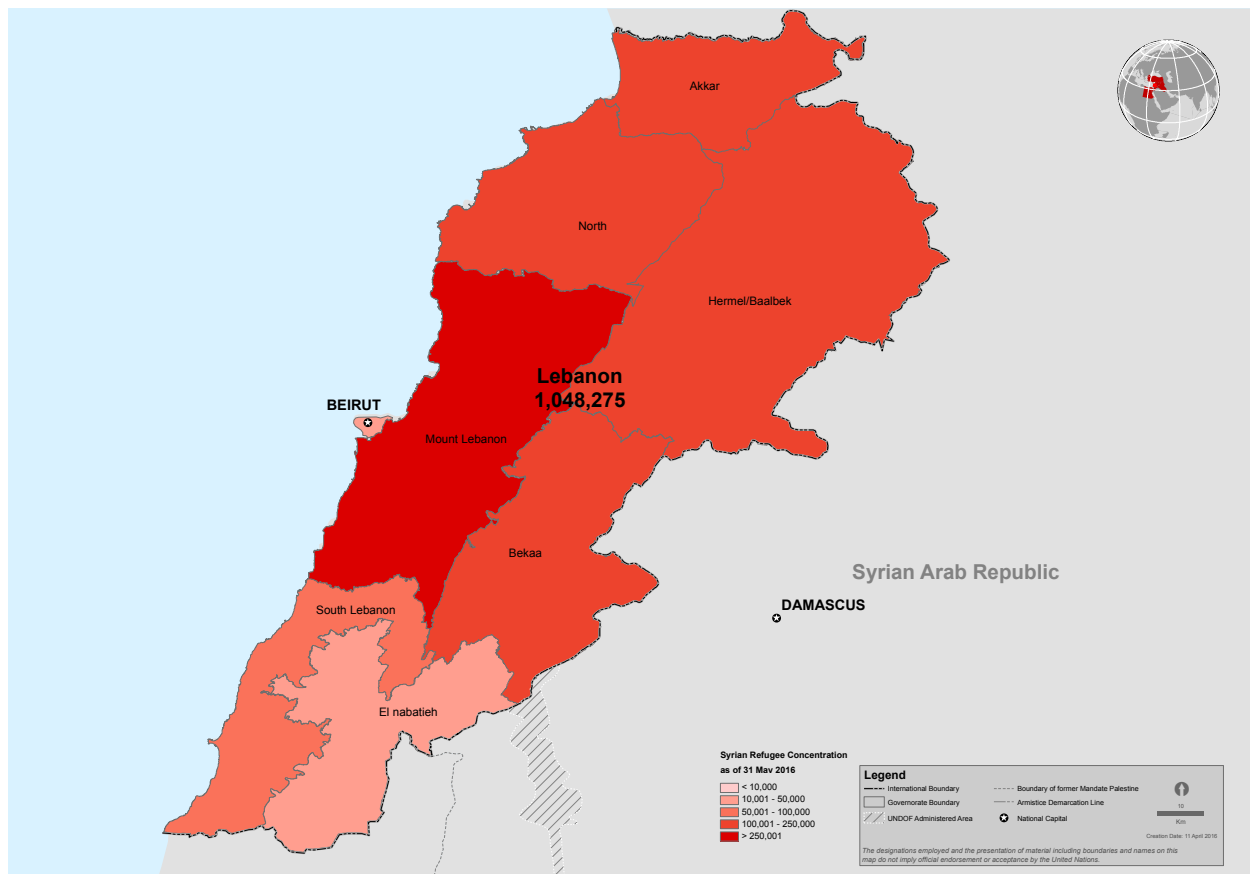 Akkar
North
Hermel/Baalbek
Lebanon
1,048,275
BEIRUT
Mount Lebanon
Bekaa
Syrian Arab Republic
DAMASCUS
South Lebanon
El nabatieh
Syrian Refugee Concentration
as of 31 May 2016
< 10,000
10,001 - 50,000
50,001 - 100,000
100,001 - 250,000
> 250,001
Legend
International Boundary
Governorate Boundary
UNDOF Administered Area
Boundary of former Mandate Palestine
Armistice Demarcation Line
National Capital
10
Km
Creation Date: 11 April 2016
The designations employed and the presentation of material including boundaries and names on this
map do not imply official endorsement or acceptance by the United Nations.